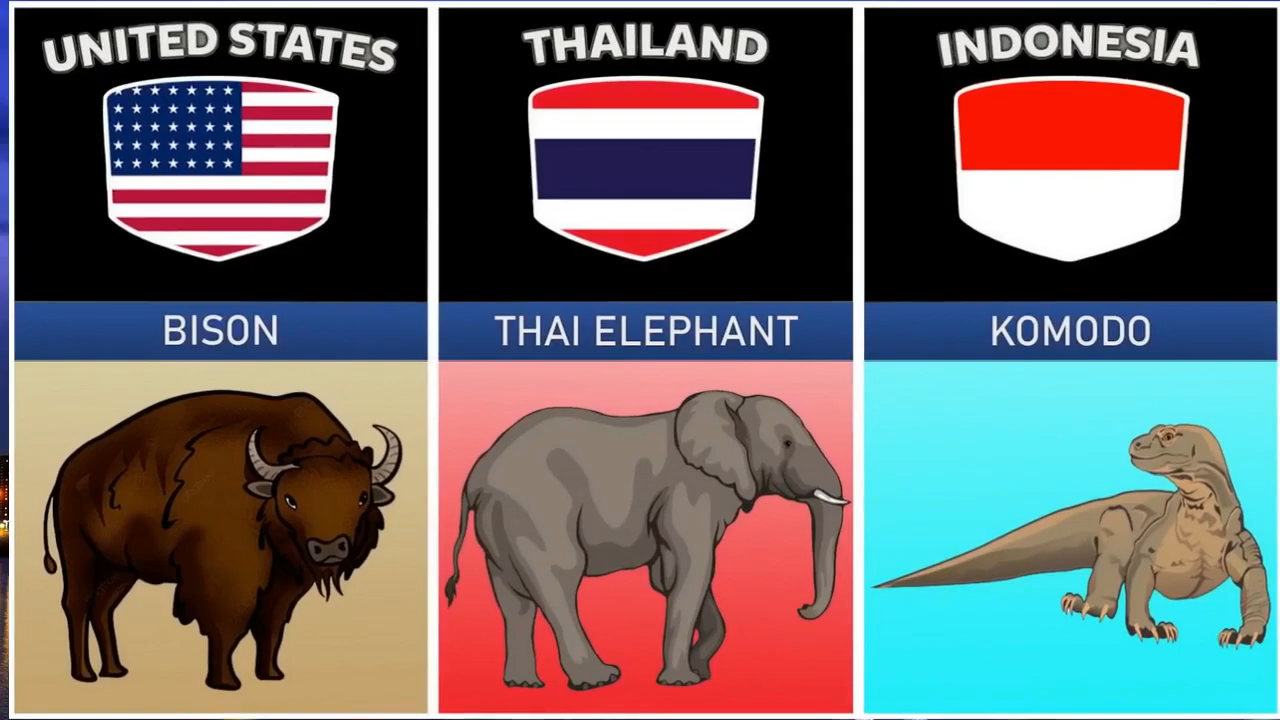 UNITED STATES
THAILAND
INDONESIA
BISON
THAI ELEPHANT
KOMODO